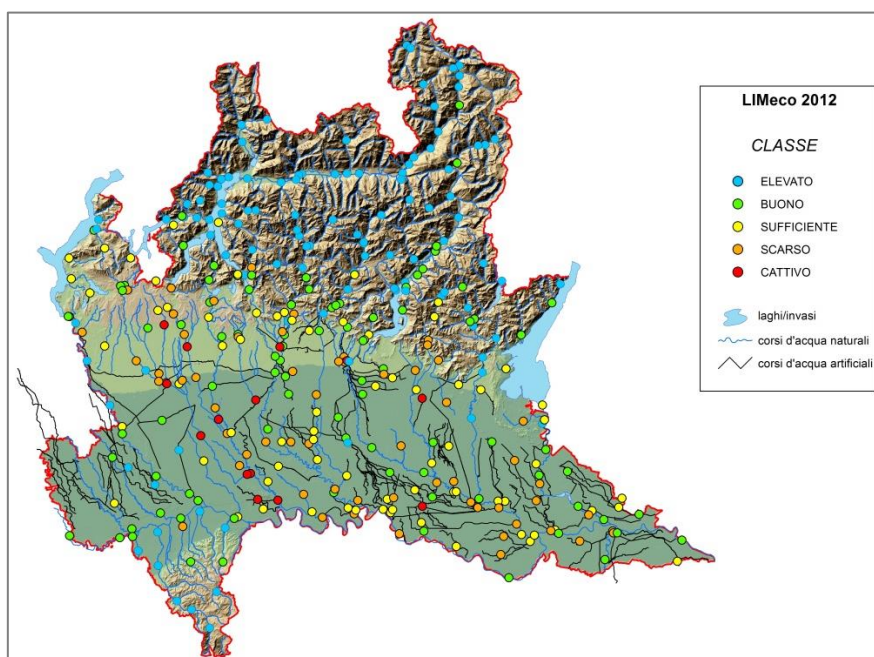 LIMeco 2012
CLASSE
ELEVATO
BUONO
SUFFICIENTE
SCARSO
CATTIVO
laghi/invasi
corsi d'acqua naturali
corsi d'acqua artificiali